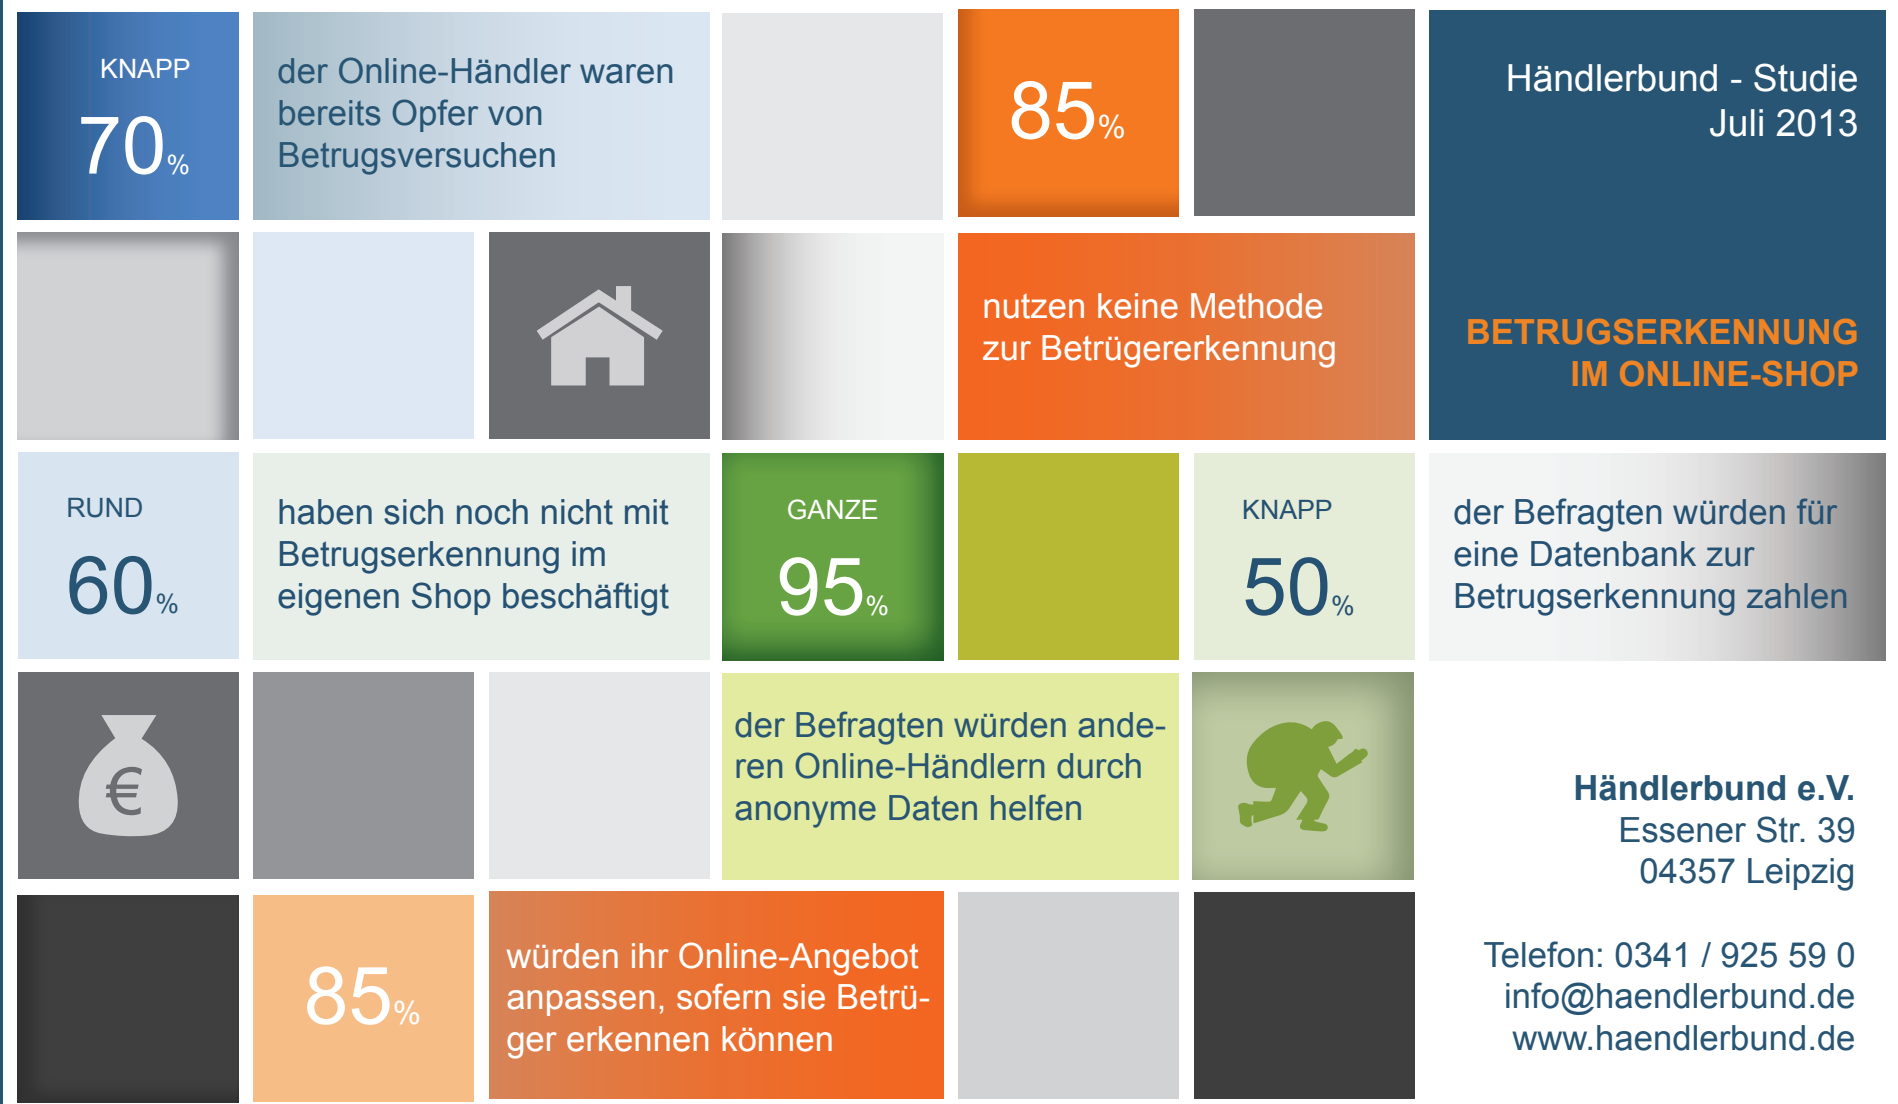 KNAPP
70%
der Online-Händler waren
bereits Opfer von
Betrugsversuchen
85%
nutzen keine Methode
zur Betrügererkennung
Händlerbund - Studie
Juli 2013
BETRUGSERKENNUNG
IM ONLINE-SHOP
RUND
60%
haben sich noch nicht mit
Betrugserkennung im
eigenen Shop beschäftigt
GANZE
95%
der Befragten würden ande-
ren Online-Händlern durch
anonyme Daten helfen
KNAPP
50%
der Befragten würden für
eine Datenbank zur
Betrugserkennung zahlen
€
85%
würden ihr Online-Angebot
anpassen, sofern sie Betrü-
ger erkennen können
Händlerbund e.V.
Essener Str. 39
04357 Leipzig
Telefon: 0341 / 925 59 0
info@haendlerbund.de
www.haendlerbund.de